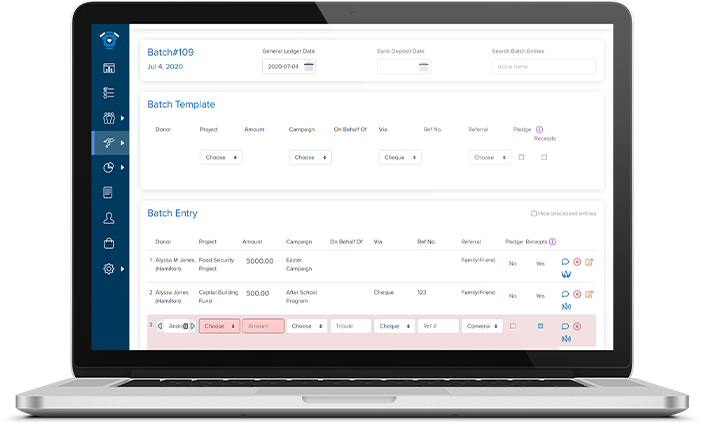 Batch#109
Jul 4, 2020
General Ledger Date
2020-07-04
Bank Deposit Date
Search Batch Entries
donor name
Batch Template
Donor Project Amount Campaign On Behalf Of Via Ref No. Referral Pledge Receipts
Choose Choose Cheque Choose
Batch Entry
Hide processed entries
Donor Project Amount Campaign On Behalf Of Via Ref No. Referral Pledge Receipts
1 Alyssa M Jones Food Security 5000.00 Easter Family/Friend No Yes
(Hamilton) Project Campaign
2 Alyssa Jones Capital Building 500.00 After School Cheque 123 Family/Friend No Yes
(Hamilton) Fund Program
3 Andre Choose Amount Choose Tribute Cheque Ref # Conversi